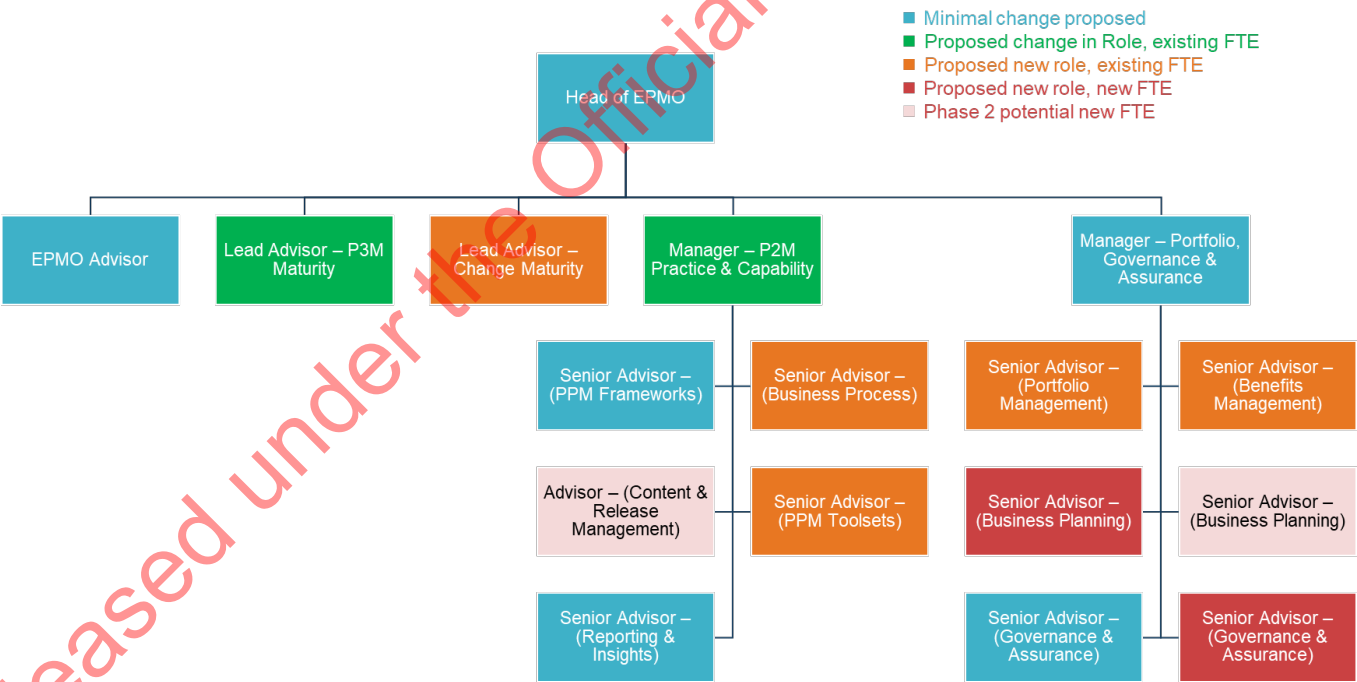 Minimal change proposed
Proposed change in Role, existing FTE
Proposed new role, existing FTE
Proposed new role, new FTE
Phase 2 potential new FTE
Head of EPMO
EPMO Advisor
Lead Advisor – P3M
Maturity
Lead Advisor –
Change Maturity
Manager – P2M
Practice & Capability
Manager – Portfolio,
Governance &
Assurance
Senior Advisor –
(PPM Frameworks)
Senior Advisor –
(Business Process)
Senior Advisor –
(Portfolio
Management)
Senior Advisor –
(Benefits
Management)
Advisor – (Content &
Release
Management)
Senior Advisor –
(PPM Toolsets)
Senior Advisor –
(Business Planning)
Senior Advisor –
(Business Planning)
Senior Advisor –
(Reporting &
Insights)
Senior Advisor –
(Governance &
Assurance)
Senior Advisor –
(Governance &
Assurance)
eased under the Official